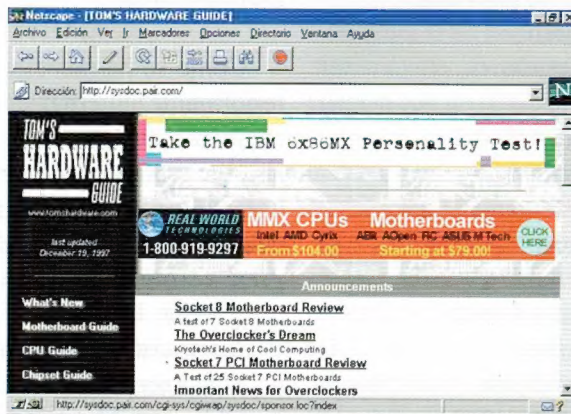 Netscape - [TOM'S HARDWARE GUIDE]
Archivo Edición Ver Ir Marcadores Opciones Directorio Ventana Ayuda
Dirección: http://sysdoc.pair.com/
N
TOM'S
HARDWARE
GUIDE
www.tomshardware.com
last updated
December 19, 1997
What's New
Motherboard Guide
CPU Guide
Chipset Guide
Take the IBM 6x86MX Personality Test!
REAL WORLD
TECHNOLOGIES
1-800-919-9297
MMX CPUs
Intel AMD Cyrix
From $104.00
Motherboards
Abit AOpen FIC ASUS M Tech
Starting at $79.00!
CLICK
HERE
Announcements
Socket 8 Motherboard Review
A test of 7 Socket 8 Motherboards
The Overclocker's Dream
Kryotech's Home of Cool Computing
Socket 7 PCI Motherboard Review
A Test of 25 Socket 7 PCI Motherboards
Important News for Overclockers
http://sysdoc.pair.com/cgi-sys/cgiwrap/sysdoc/sponsor.loc?index